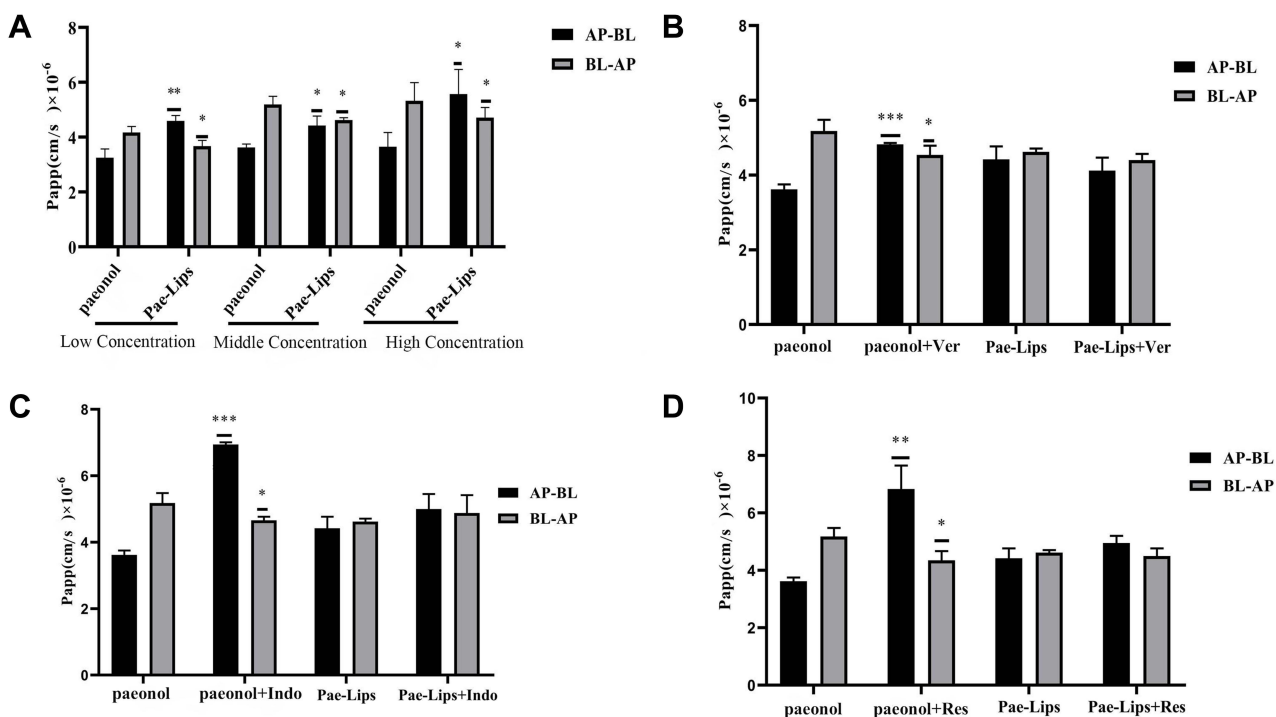 A
Papp(cm/s )×10-6
8
6
4
2
0
** * * * * *
AP-BL
BL-AP
paeonol Pae-Lips paeonol Pae-Lips paeonol Pae-Lips
Low Concentration Middle Concentration High Concentration
B
Papp(cm/s )×10-6
8
6
4
2
0
*** *
AP-BL
BL-AP
paeonol paeonol+Ver Pae-Lips Pae-Lips+Ver
C
Papp(cm/s )×10-6
8
6
4
2
0
*** *
AP-BL
BL-AP
paeonol paeonol+Indo Pae-Lips Pae-Lips+Indo
D
Papp(cm/s )×10-6
10
8
6
4
2
0
** *
AP-BL
BL-AP
paeonol paeonol+Res Pae-Lips Pae-Lips+Res